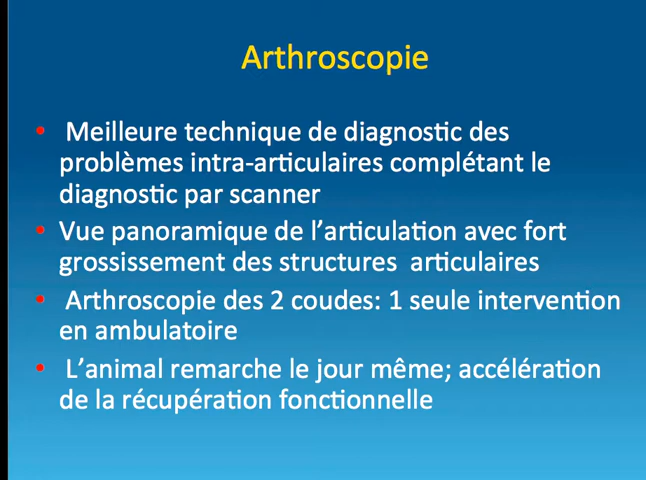 Arthroscopie
• Meilleure technique de diagnostic des
problèmes intra-articulaires complétant le
diagnostic par scanner
• Vue panoramique de l’articulation avec fort
grossissement des structures articulaires
• Arthroscopie des 2 coudes: 1 seule intervention
en ambulatoire
• L’animal remarche le jour même; accélération
de la récupération fonctionnelle